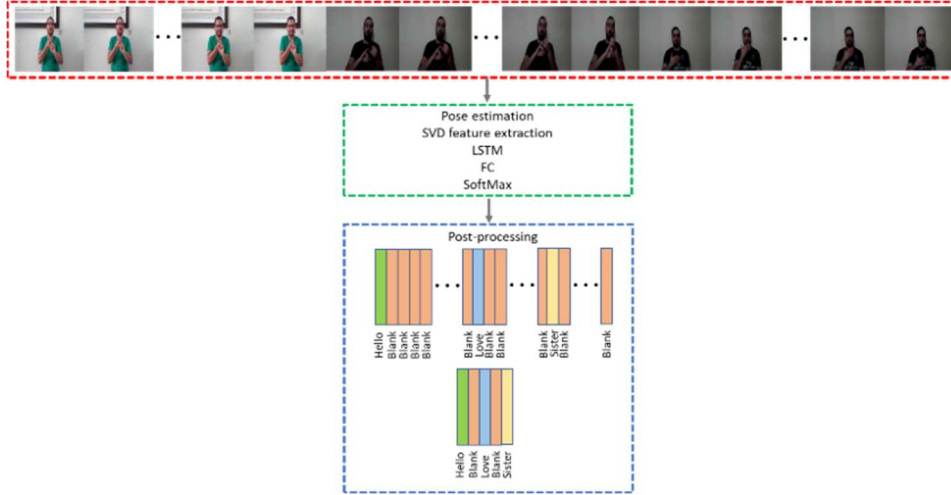 Pose estimation
SVD feature extraction
LSTM
FC
SoftMax
Post-processing
Hello Blank Blank Blank Blank Blank Love Blank Blank Blank Sister Blank Blank
Hello Blank Love Blank Sister